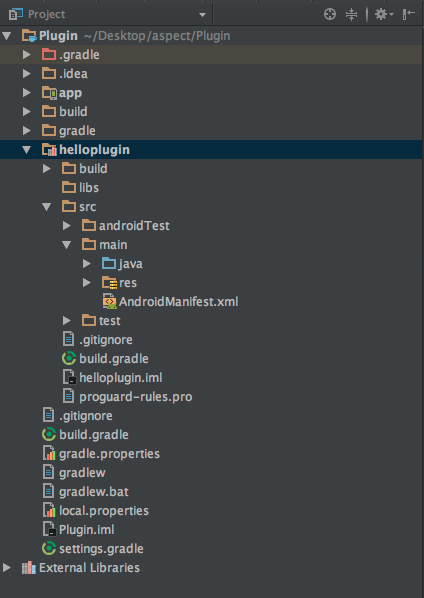 Project
Plugin ~/Desktop/aspect/Plugin
.gradle
.idea
app
build
gradle
helloplugin
build
libs
src
androidTest
main
java
res
AndroidManifest.xml
test
.gitignore
build.gradle
helloplugin.iml
proguard-rules.pro
.gitignore
build.gradle
gradle.properties
gradlew
gradlew.bat
local.properties
Plugin.iml
settings.gradle
External Libraries